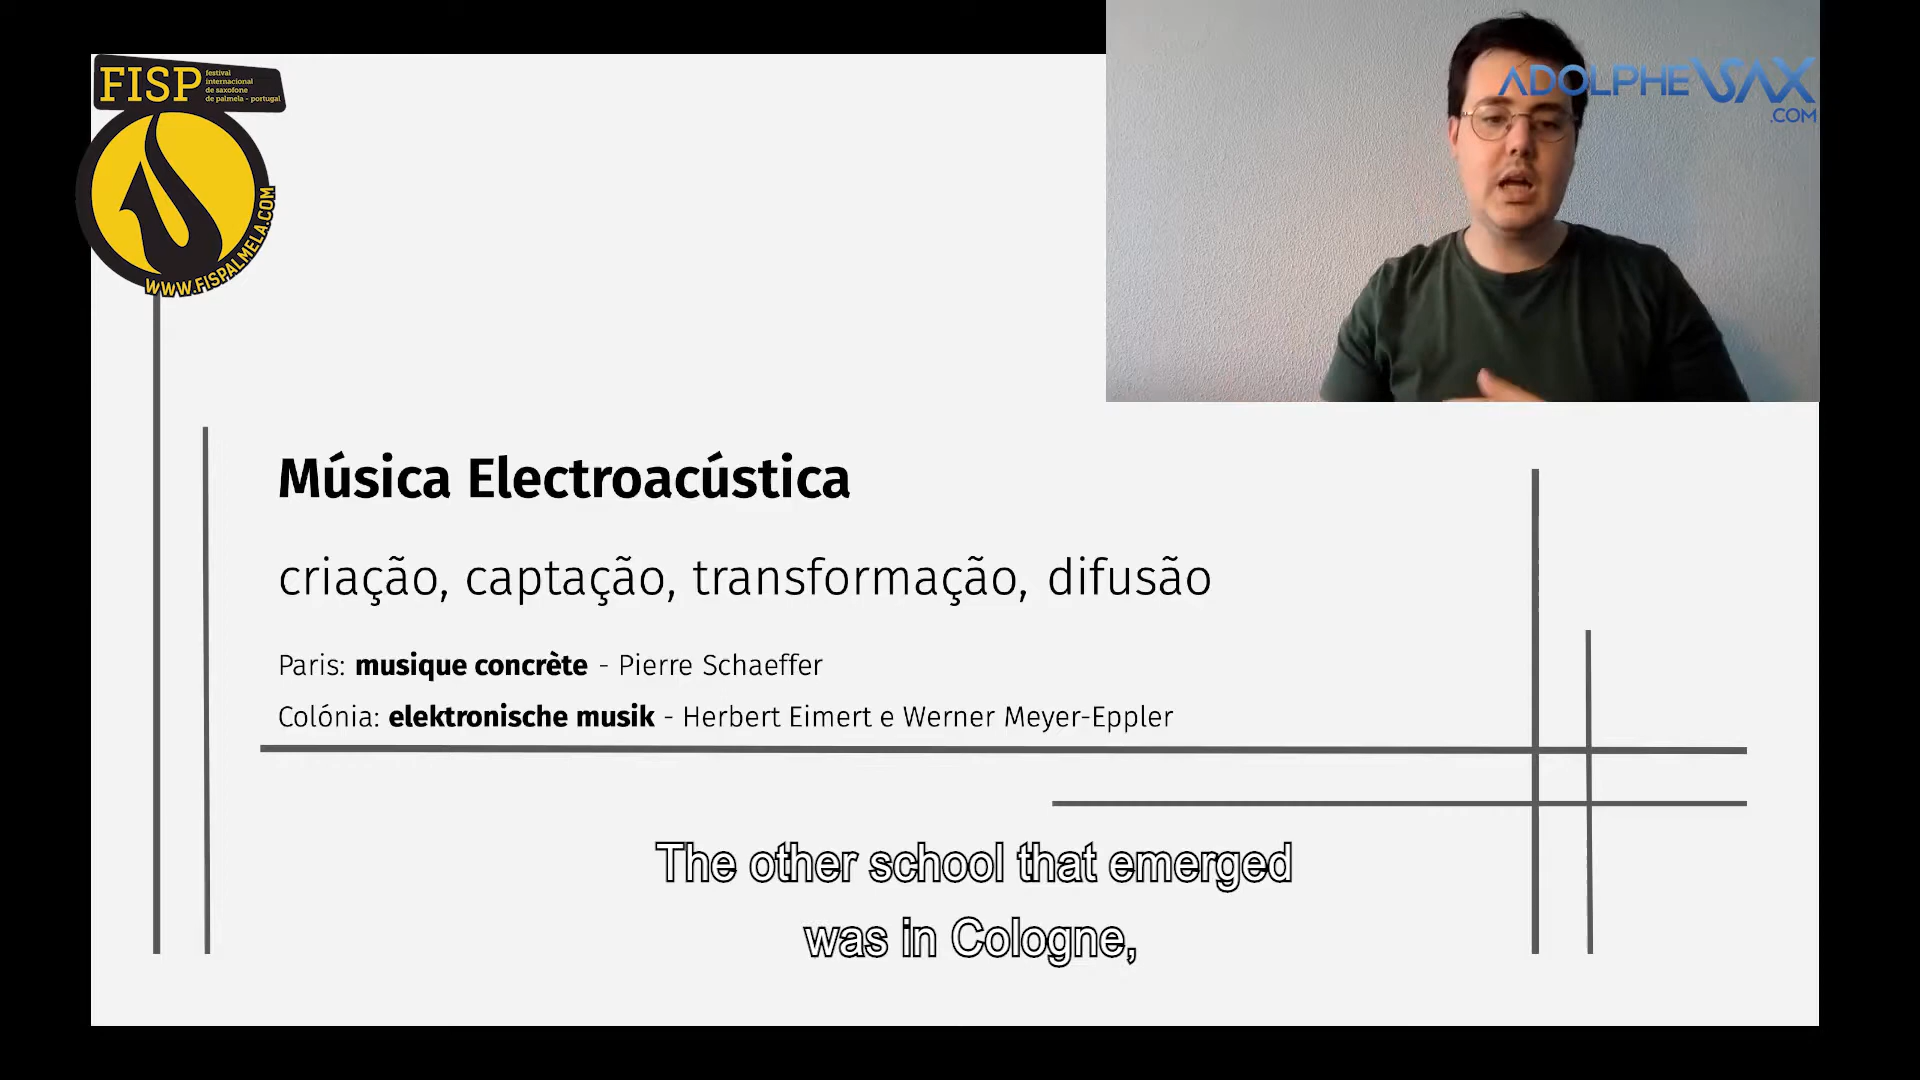 FISP
festival
internacional
de saxofone
de palmela - portugal
WWW.FISPALMELA.COM
ADOLPHE SAX
.COM
Música Electroacústica
criação, captação, transformação, difusão
Paris: musique concrète - Pierre Schaeffer
Colónia: elektronische musik - Herbert Eimert e Werner Meyer-Eppler
The other school that emerged
was in Cologne,